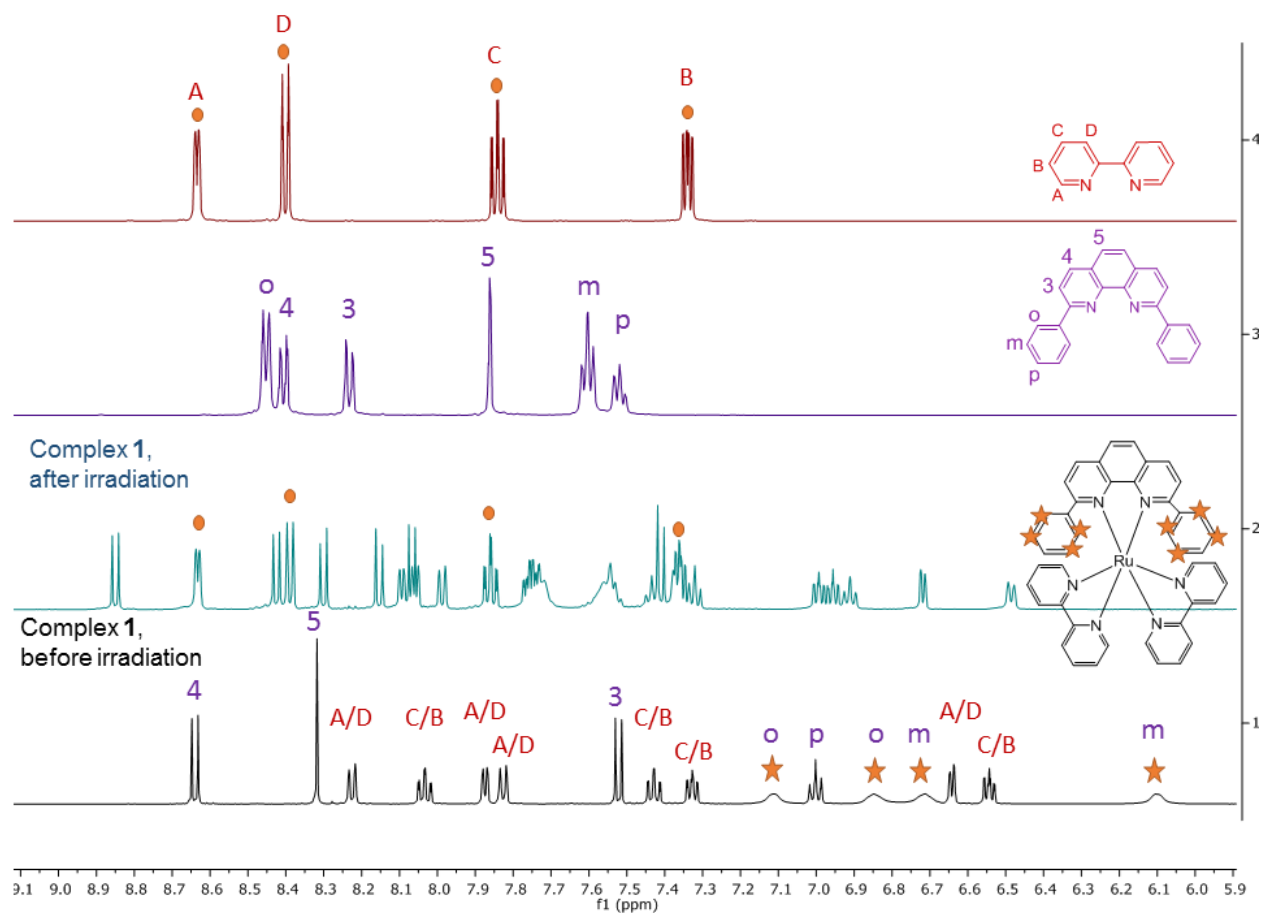 A
D
C
B
C D
B
A
N N
4
o
4
3
5
m
p
5
4
3
N N
o
m
p
3
Complex 1,
after irradiation
2
N N
Ru
N N
N N
Complex 1,
before irradiation
4
5
A/D
C/B
A/D
A/D
3
C/B
C/B
o
p
o
m
A/D
C/B
m
1
9.1 9.0 8.9 8.8 8.7 8.6 8.5 8.4 8.3 8.2 8.1 8.0 7.9 7.8 7.7 7.6 7.5 7.4 7.3 7.2 7.1 7.0 6.9 6.8 6.7 6.6 6.5 6.4 6.3 6.2 6.1 6.0 5.9
f1 (ppm)